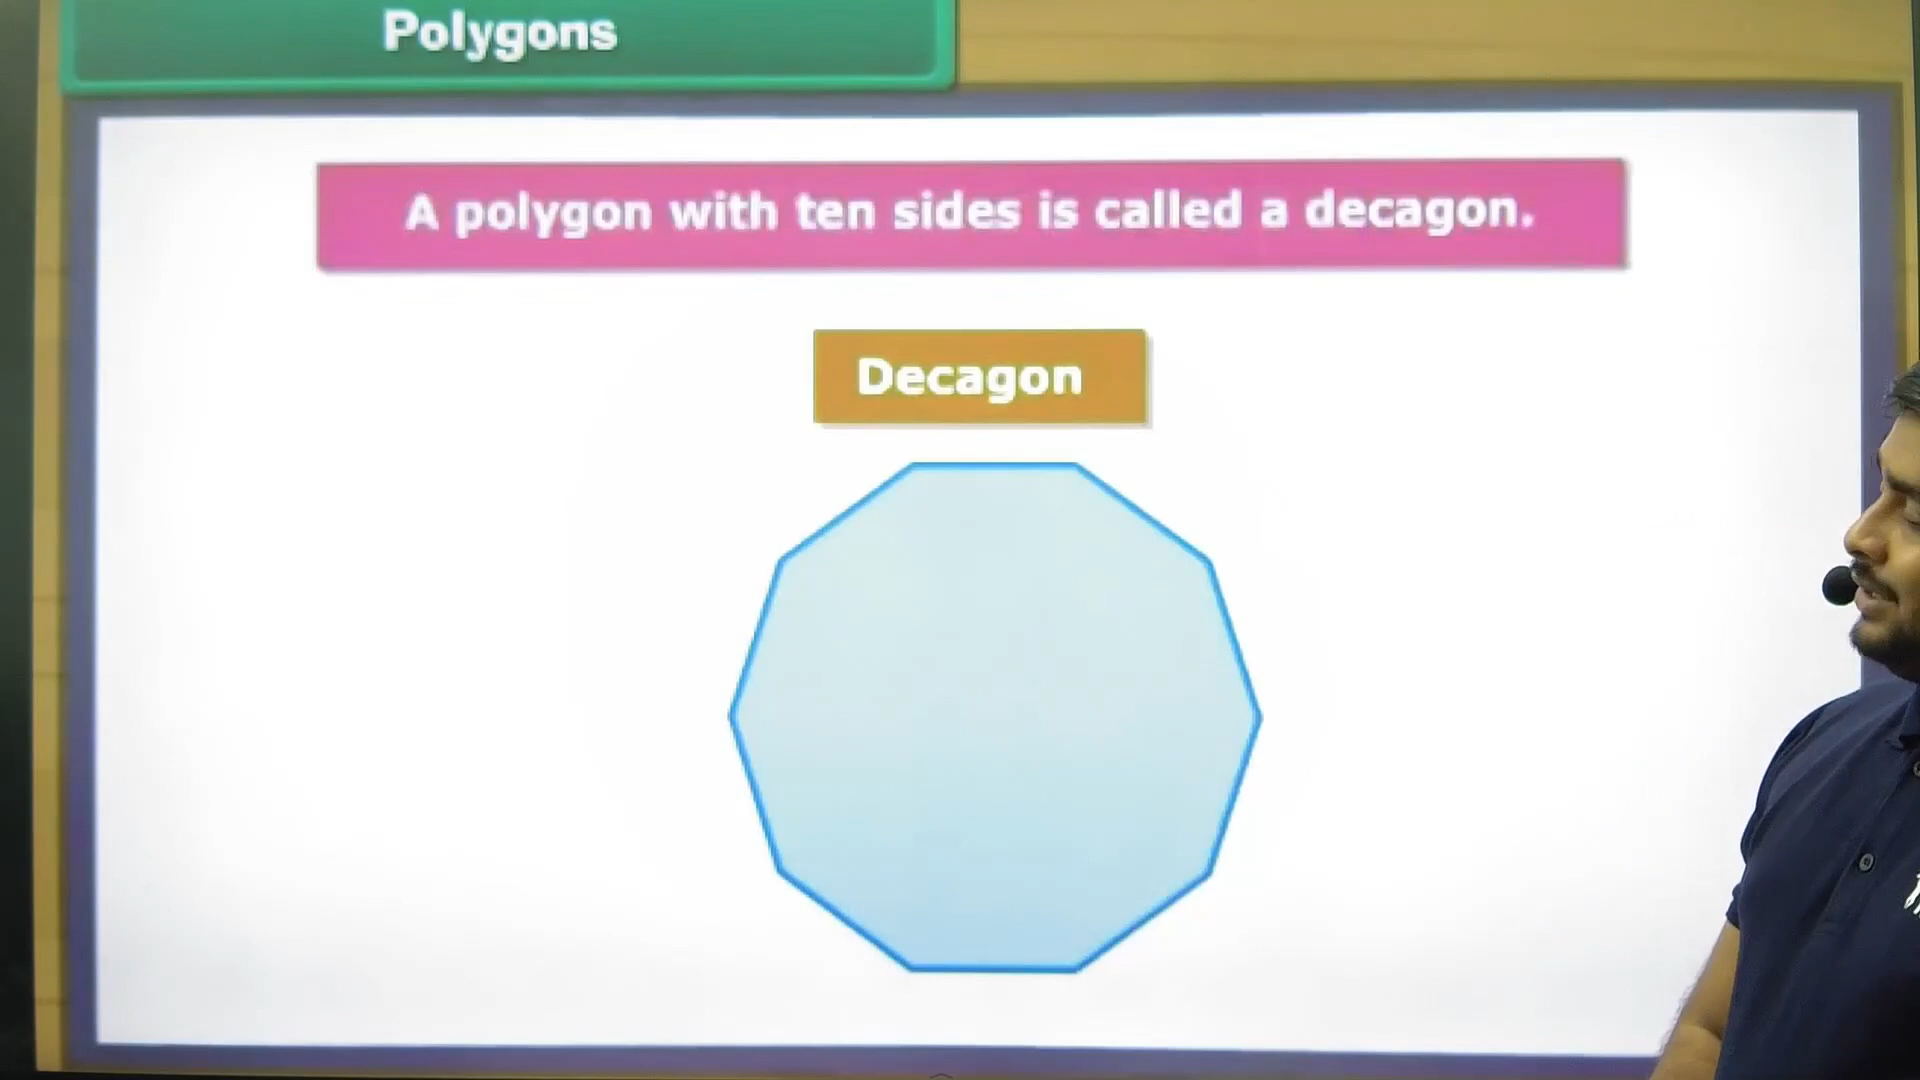 Polygons
A polygon with ten sides is called a decagon.
Decagon